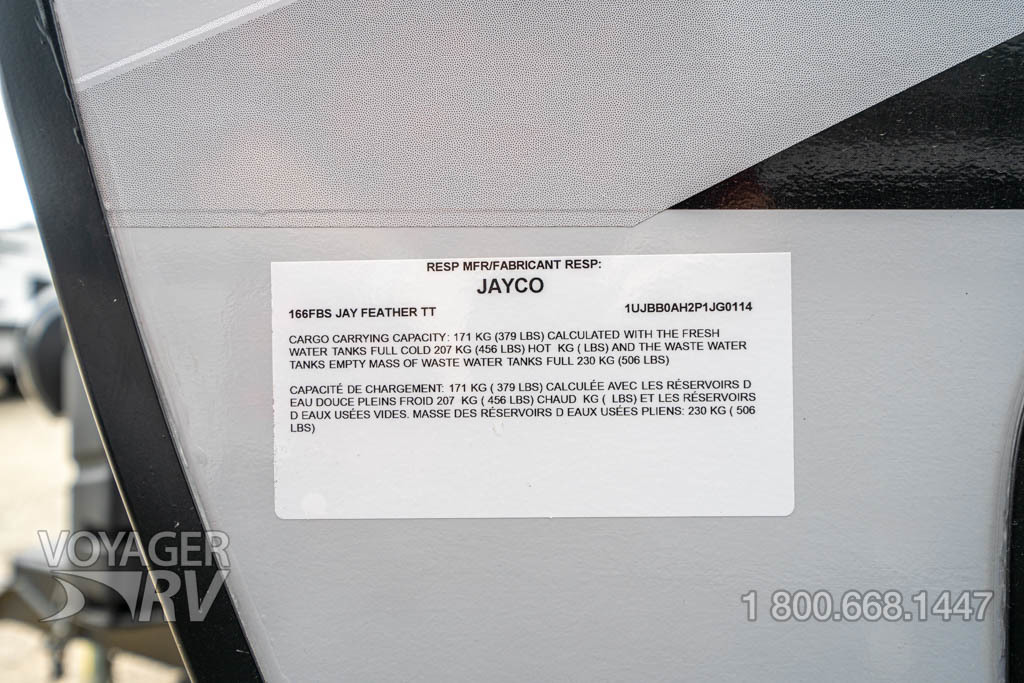 RESP MFR/FABRICANT RESP:
JAYCO
166FBS JAY FEATHER TT 1UJBB0AH2P1JG0114
CARGO CARRYING CAPACITY: 171 KG (379 LBS) CALCULATED WITH THE FRESH
WATER TANKS FULL COLD 207 KG (456 LBS) HOT  KG ( LBS) AND THE WASTE WATER
TANKS EMPTY MASS OF WASTE WATER TANKS FULL 230 KG (506 LBS)
CAPACITÉ DE CHARGEMENT: 171 KG ( 379 LBS) CALCULÉE AVEC LES RÉSERVOIRS D
EAU DOUCE PLEINS FROID 207  KG ( 456 LBS) CHAUD  KG (  LBS) ET LES RÉSERVOIRS
D EAUX USÉES VIDES. MASSE DES RÉSERVOIRS D EAUX USÉES PLIENS: 230 KG ( 506
LBS)
VOYAGER
RV
1 800.668.1447